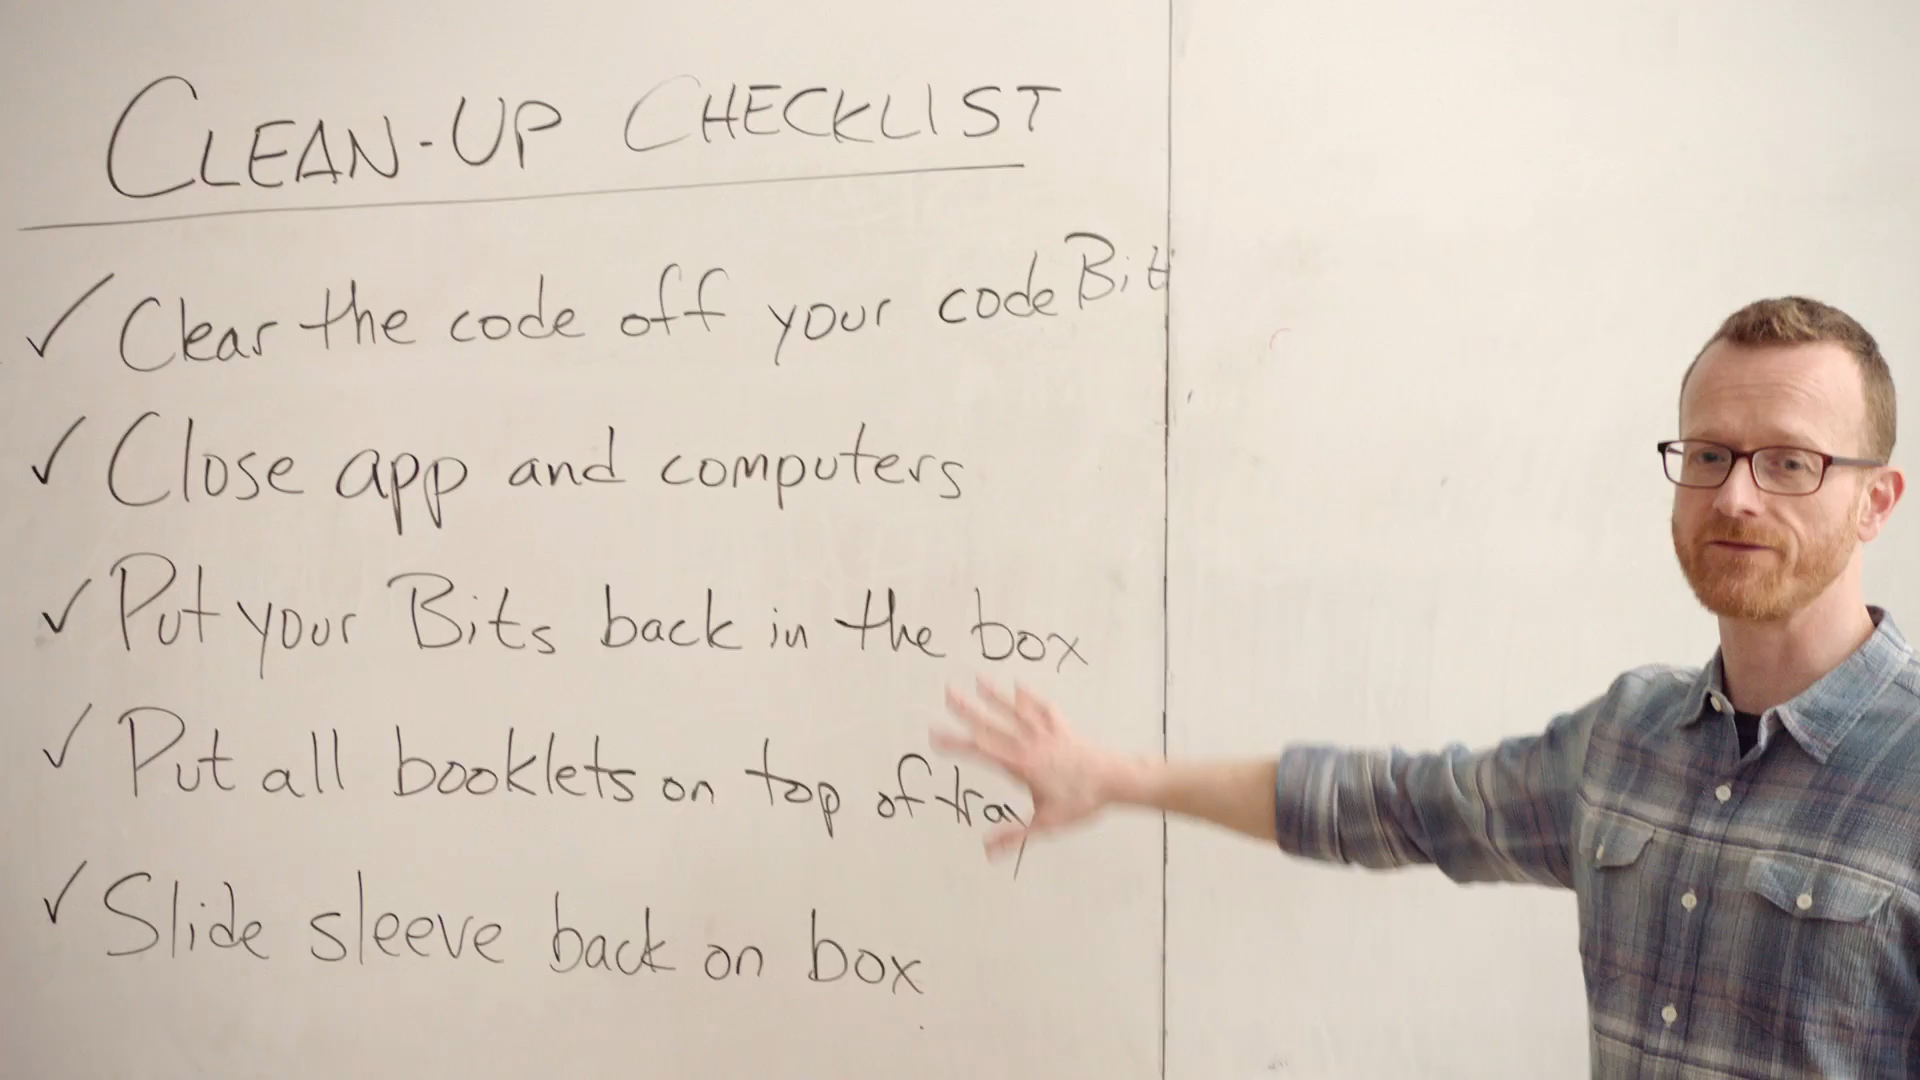 CLEAN-UP CHECKLIST
✓ Clear the code off your codeBit
✓ Close app and computers
✓ Put your Bits back in the box
✓ Put all booklets on top of tray
✓ Slide sleeve back on box